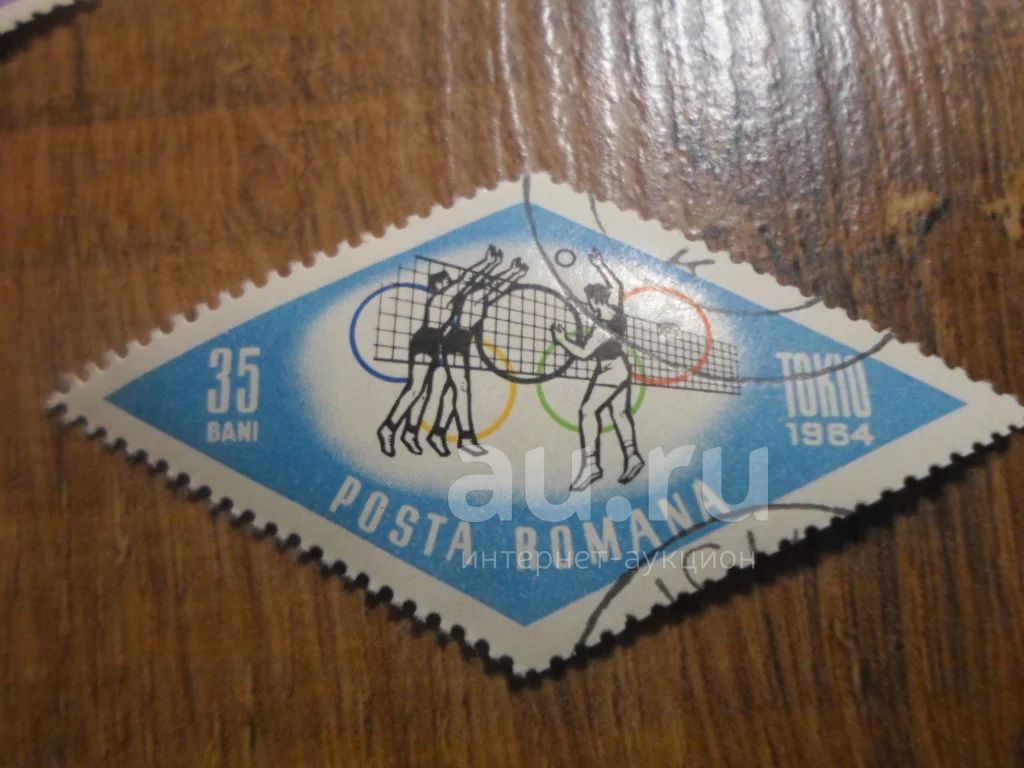 35
BANI
TOKIO
1964
POSTA ROMANA
au.ru
интернет-аукцион